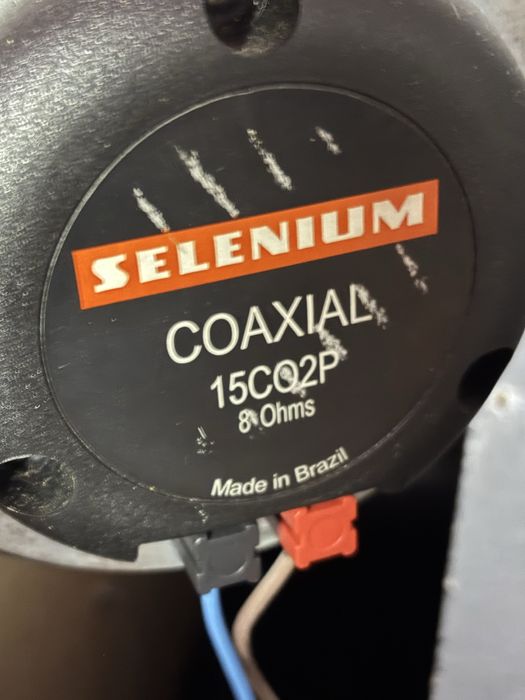 SELENIUM
COAXIAL
15CO2P
8 Ohms
Made in Brazil